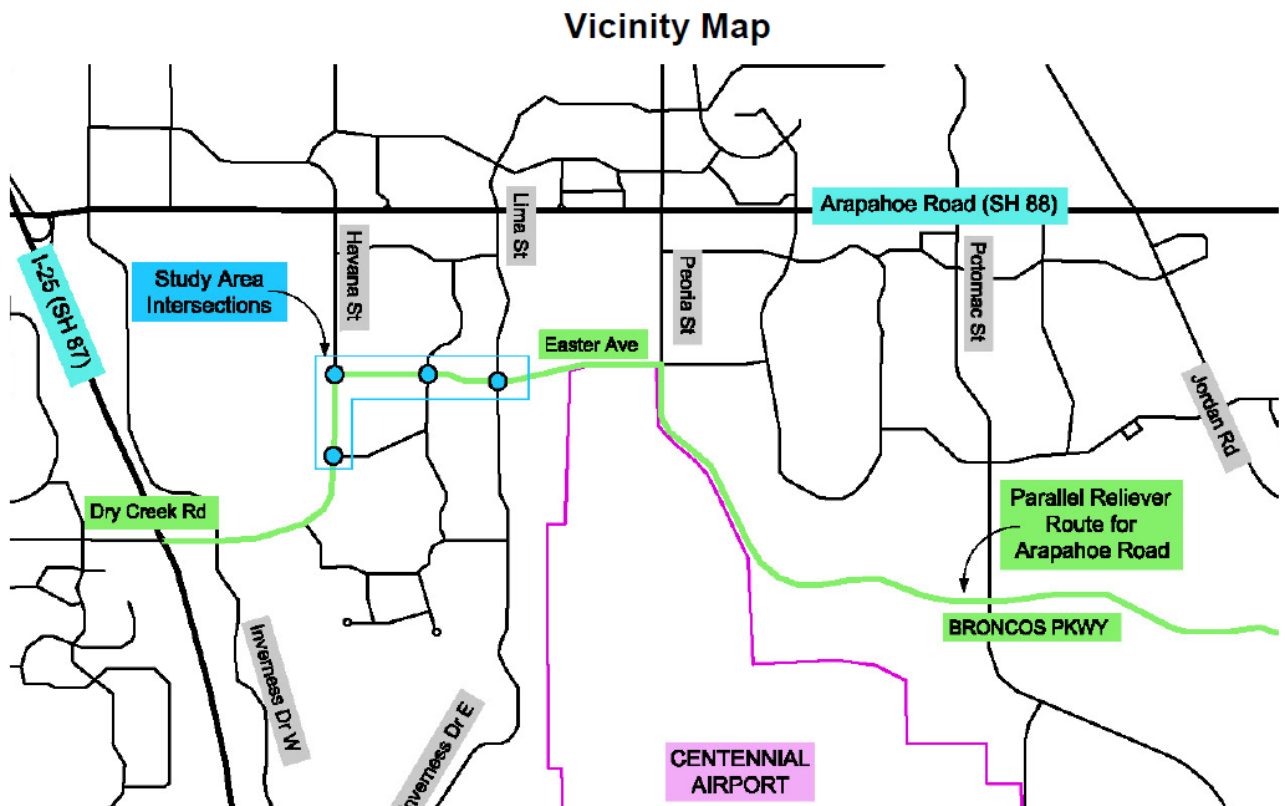 Vicinity Map
Arapahoe Road (SH 88)
Lima St
Havana St
Peoria St
Potomac St
I-25 (SH 87)
Study Area
Intersections
Easter Ave
Jordan Rd
Dry Creek Rd
Parallel Reliever
Route for
Arapahoe Road
BRONCOS PKWY
Inverness Dr W
Inverness Dr E
CENTENNIAL
AIRPORT